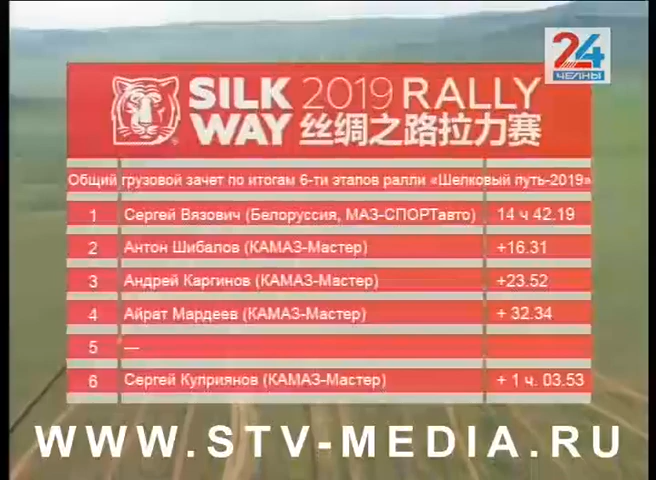 24
ЧЕЛНЫ
SILK WAY 2019 RALLY
丝绸之路拉力赛
Общий грузовой зачет по итогам 6-ти этапов ралли «Шелковый путь-2019»
1 Сергей Вязович (Белоруссия, МАЗ-СПОРТавто) 14 ч 42.19
2 Антон Шибалов (КАМАЗ-Мастер) +16.31
3 Андрей Каргинов (КАМАЗ-Мастер) +23.52
4 Айрат Мардеев (КАМАЗ-Мастер) + 32.34
5 —
6 Сергей Куприянов (КАМАЗ-Мастер) + 1 ч. 03.53
WWW.STV-MEDIA.RU